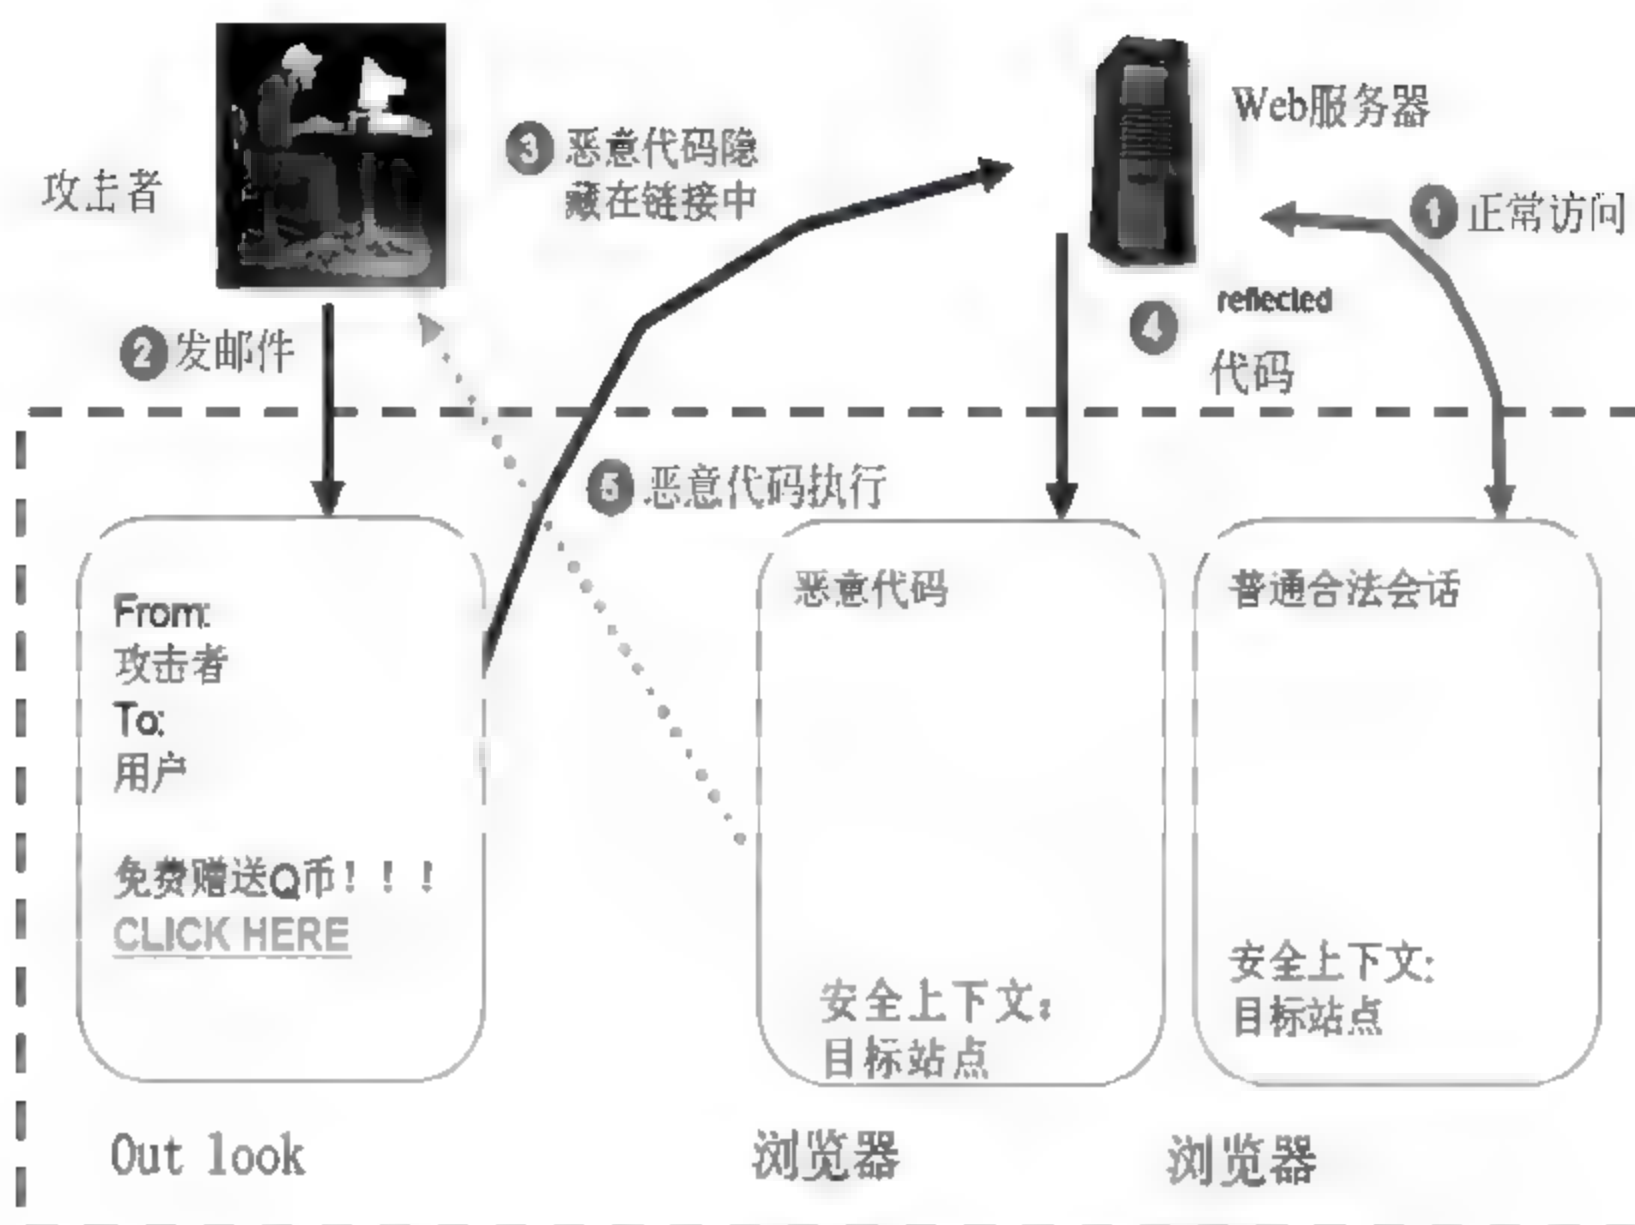 攻击者
③ 恶意代码隐
藏在链接中
Web服务器
① 正常访问
② 发邮件
④ reflected
代码
⑤ 恶意代码执行
From:
攻击者
To:
用户
免费赠送Q币！！！
CLICK HERE
恶意代码
安全上下文：
目标站点
普通合法会话
安全上下文:
目标站点
Out look
浏览器
浏览器